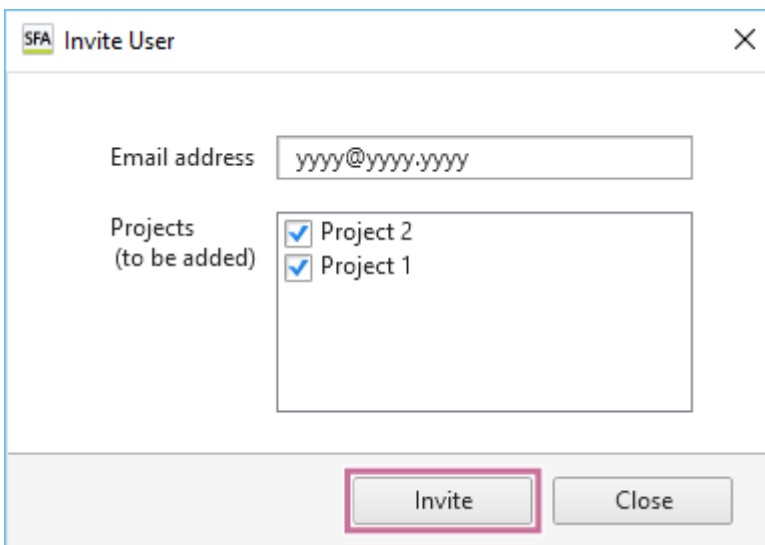 SFA Invite User
Email address yyyy@yyyy.yyyy
Projects
(to be added)
Project 2
Project 1
Invite Close